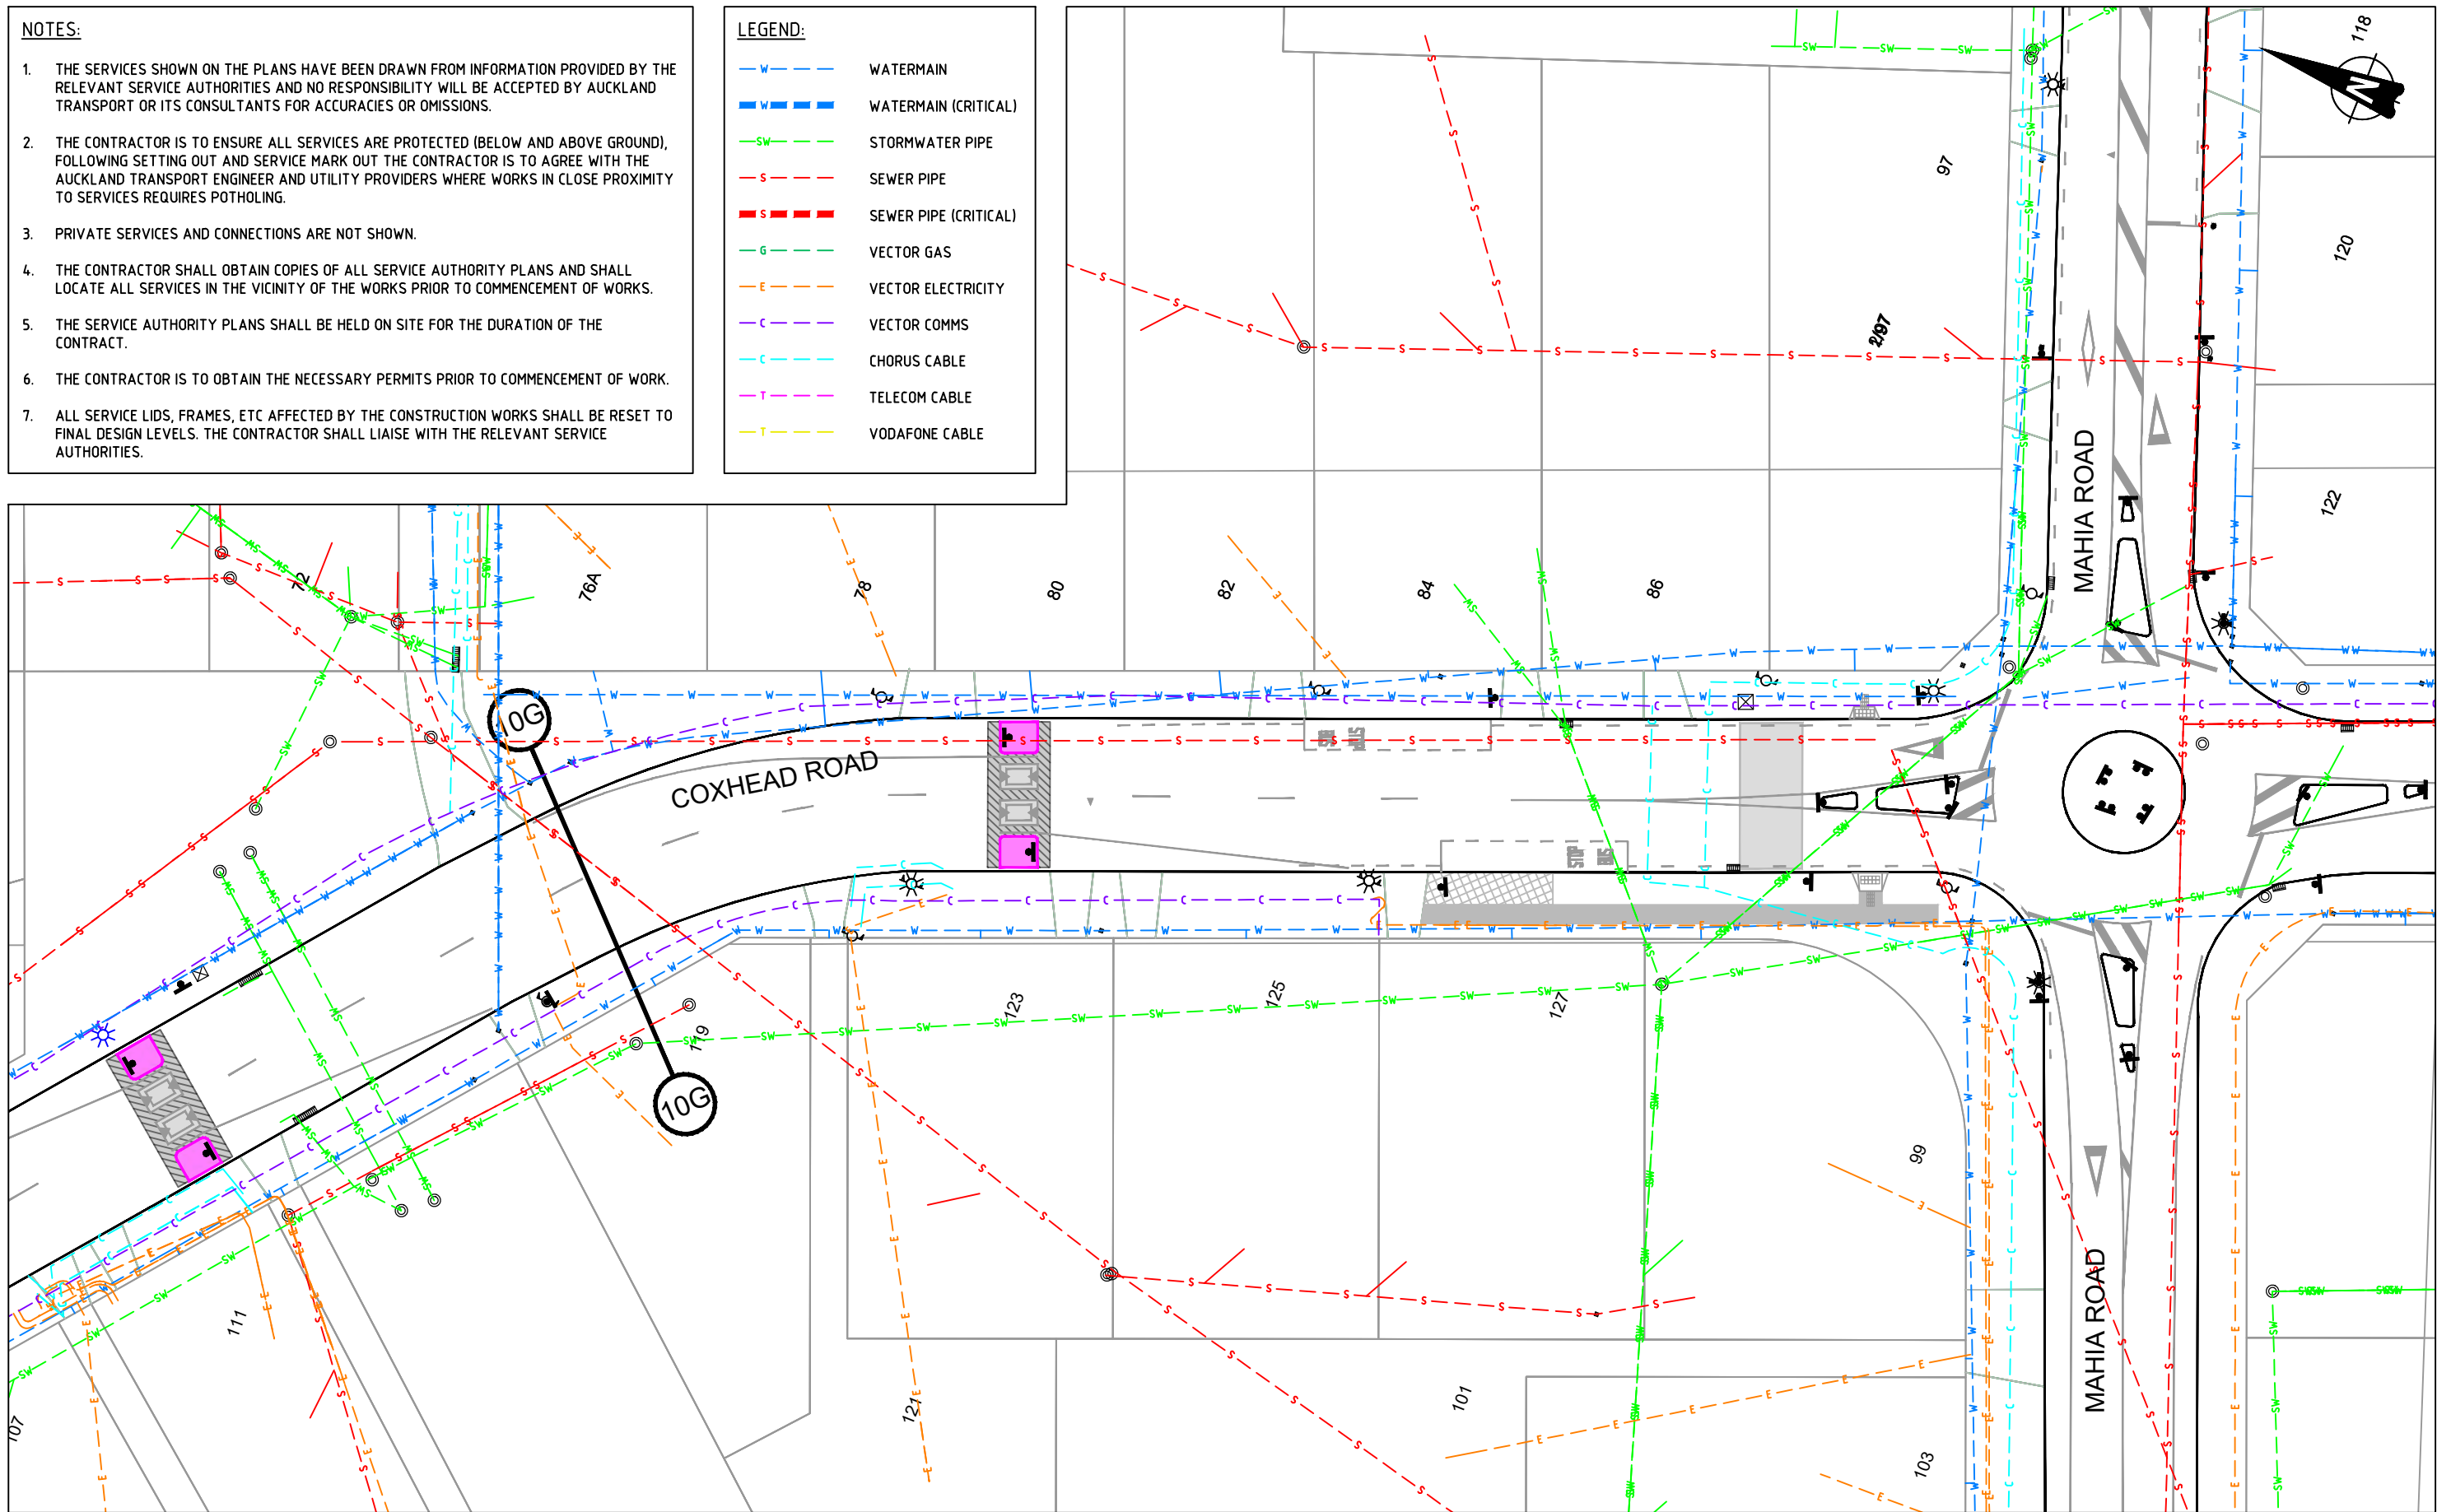 NOTES:
1. THE SERVICES SHOWN ON THE PLANS HAVE BEEN DRAWN FROM INFORMATION PROVIDED BY THE
RELEVANT SERVICE AUTHORITIES AND NO RESPONSIBILITY WILL BE ACCEPTED BY AUCKLAND
TRANSPORT OR ITS CONSULTANTS FOR ACCURACIES OR OMISSIONS.
2. THE CONTRACTOR IS TO ENSURE ALL SERVICES ARE PROTECTED (BELOW AND ABOVE GROUND),
FOLLOWING SETTING OUT AND SERVICE MARK OUT THE CONTRACTOR IS TO AGREE WITH THE
AUCKLAND TRANSPORT ENGINEER AND UTILITY PROVIDERS WHERE WORKS IN CLOSE PROXIMITY
TO SERVICES REQUIRES POTHOLING.
3. PRIVATE SERVICES AND CONNECTIONS ARE NOT SHOWN.
4. THE CONTRACTOR SHALL OBTAIN COPIES OF ALL SERVICE AUTHORITY PLANS AND SHALL
LOCATE ALL SERVICES IN THE VICINITY OF THE WORKS PRIOR TO COMMENCEMENT OF WORKS.
5. THE SERVICE AUTHORITY PLANS SHALL BE HELD ON SITE FOR THE DURATION OF THE
CONTRACT.
6. THE CONTRACTOR IS TO OBTAIN THE NECESSARY PERMITS PRIOR TO COMMENCEMENT OF WORK.
7. ALL SERVICE LIDS, FRAMES, ETC AFFECTED BY THE CONSTRUCTION WORKS SHALL BE RESET TO
FINAL DESIGN LEVELS. THE CONTRACTOR SHALL LIAISE WITH THE RELEVANT SERVICE
AUTHORITIES.
LEGEND:
W WATERMAIN
W WATERMAIN (CRITICAL)
SW STORMWATER PIPE
S SEWER PIPE
S SEWER PIPE (CRITICAL)
G VECTOR GAS
E VECTOR ELECTRICITY
C VECTOR COMMS
C CHORUS CABLE
T TELECOM CABLE
T VODAFONE CABLE
N
118
97
120
2/97
122
MAHIA ROAD
72
76A
78
80
82
84
86
10G
COXHEAD ROAD
STOP
BUS
10G
119
123
125
127
99
111
107
121
101
103
MAHIA ROAD